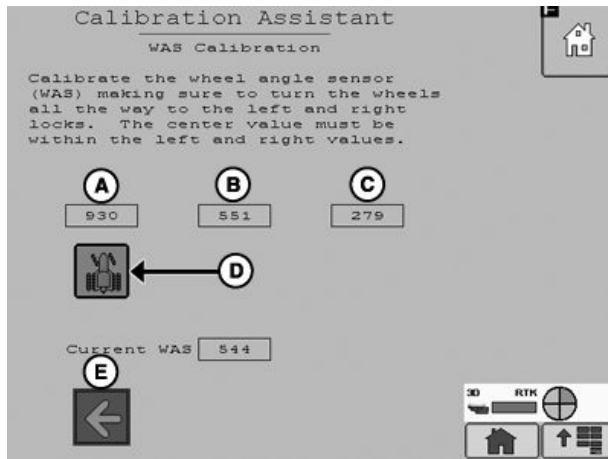 Calibration Assistant
WAS Calibration
Calibrate the wheel angle sensor
(WAS) making sure to turn the wheels
all the way to the left and right
locks. The center value must be
within the left and right values.
A B C
930 551 279
D
Current WAS 544
E
3D RTK